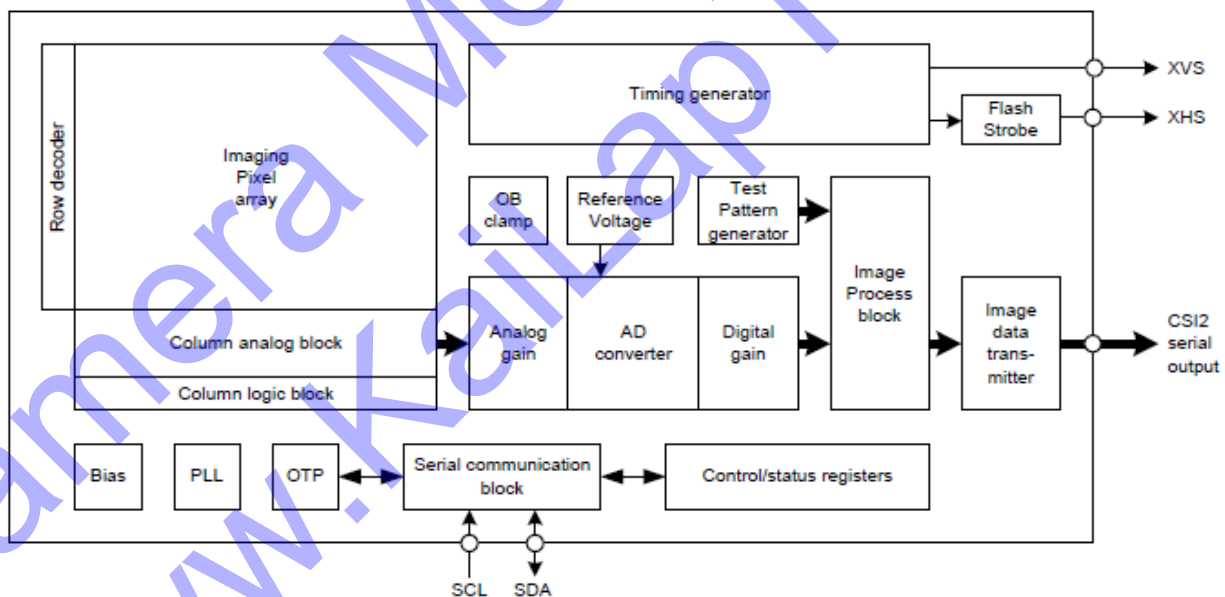 Row decoder
Imaging
Pixel
array
Timing generator
XVS
Flash
Strobe
XHS
OB
clamp
Reference
Voltage
Test
Pattern
generator
Image
Process
block
Column analog block
Analog
gain
AD
converter
Digital
gain
Image
data
trans-
mitter
CSI2
serial
output
Column logic block
Bias
PLL
OTP
Serial communication
block
Control/status registers
SCL
SDA